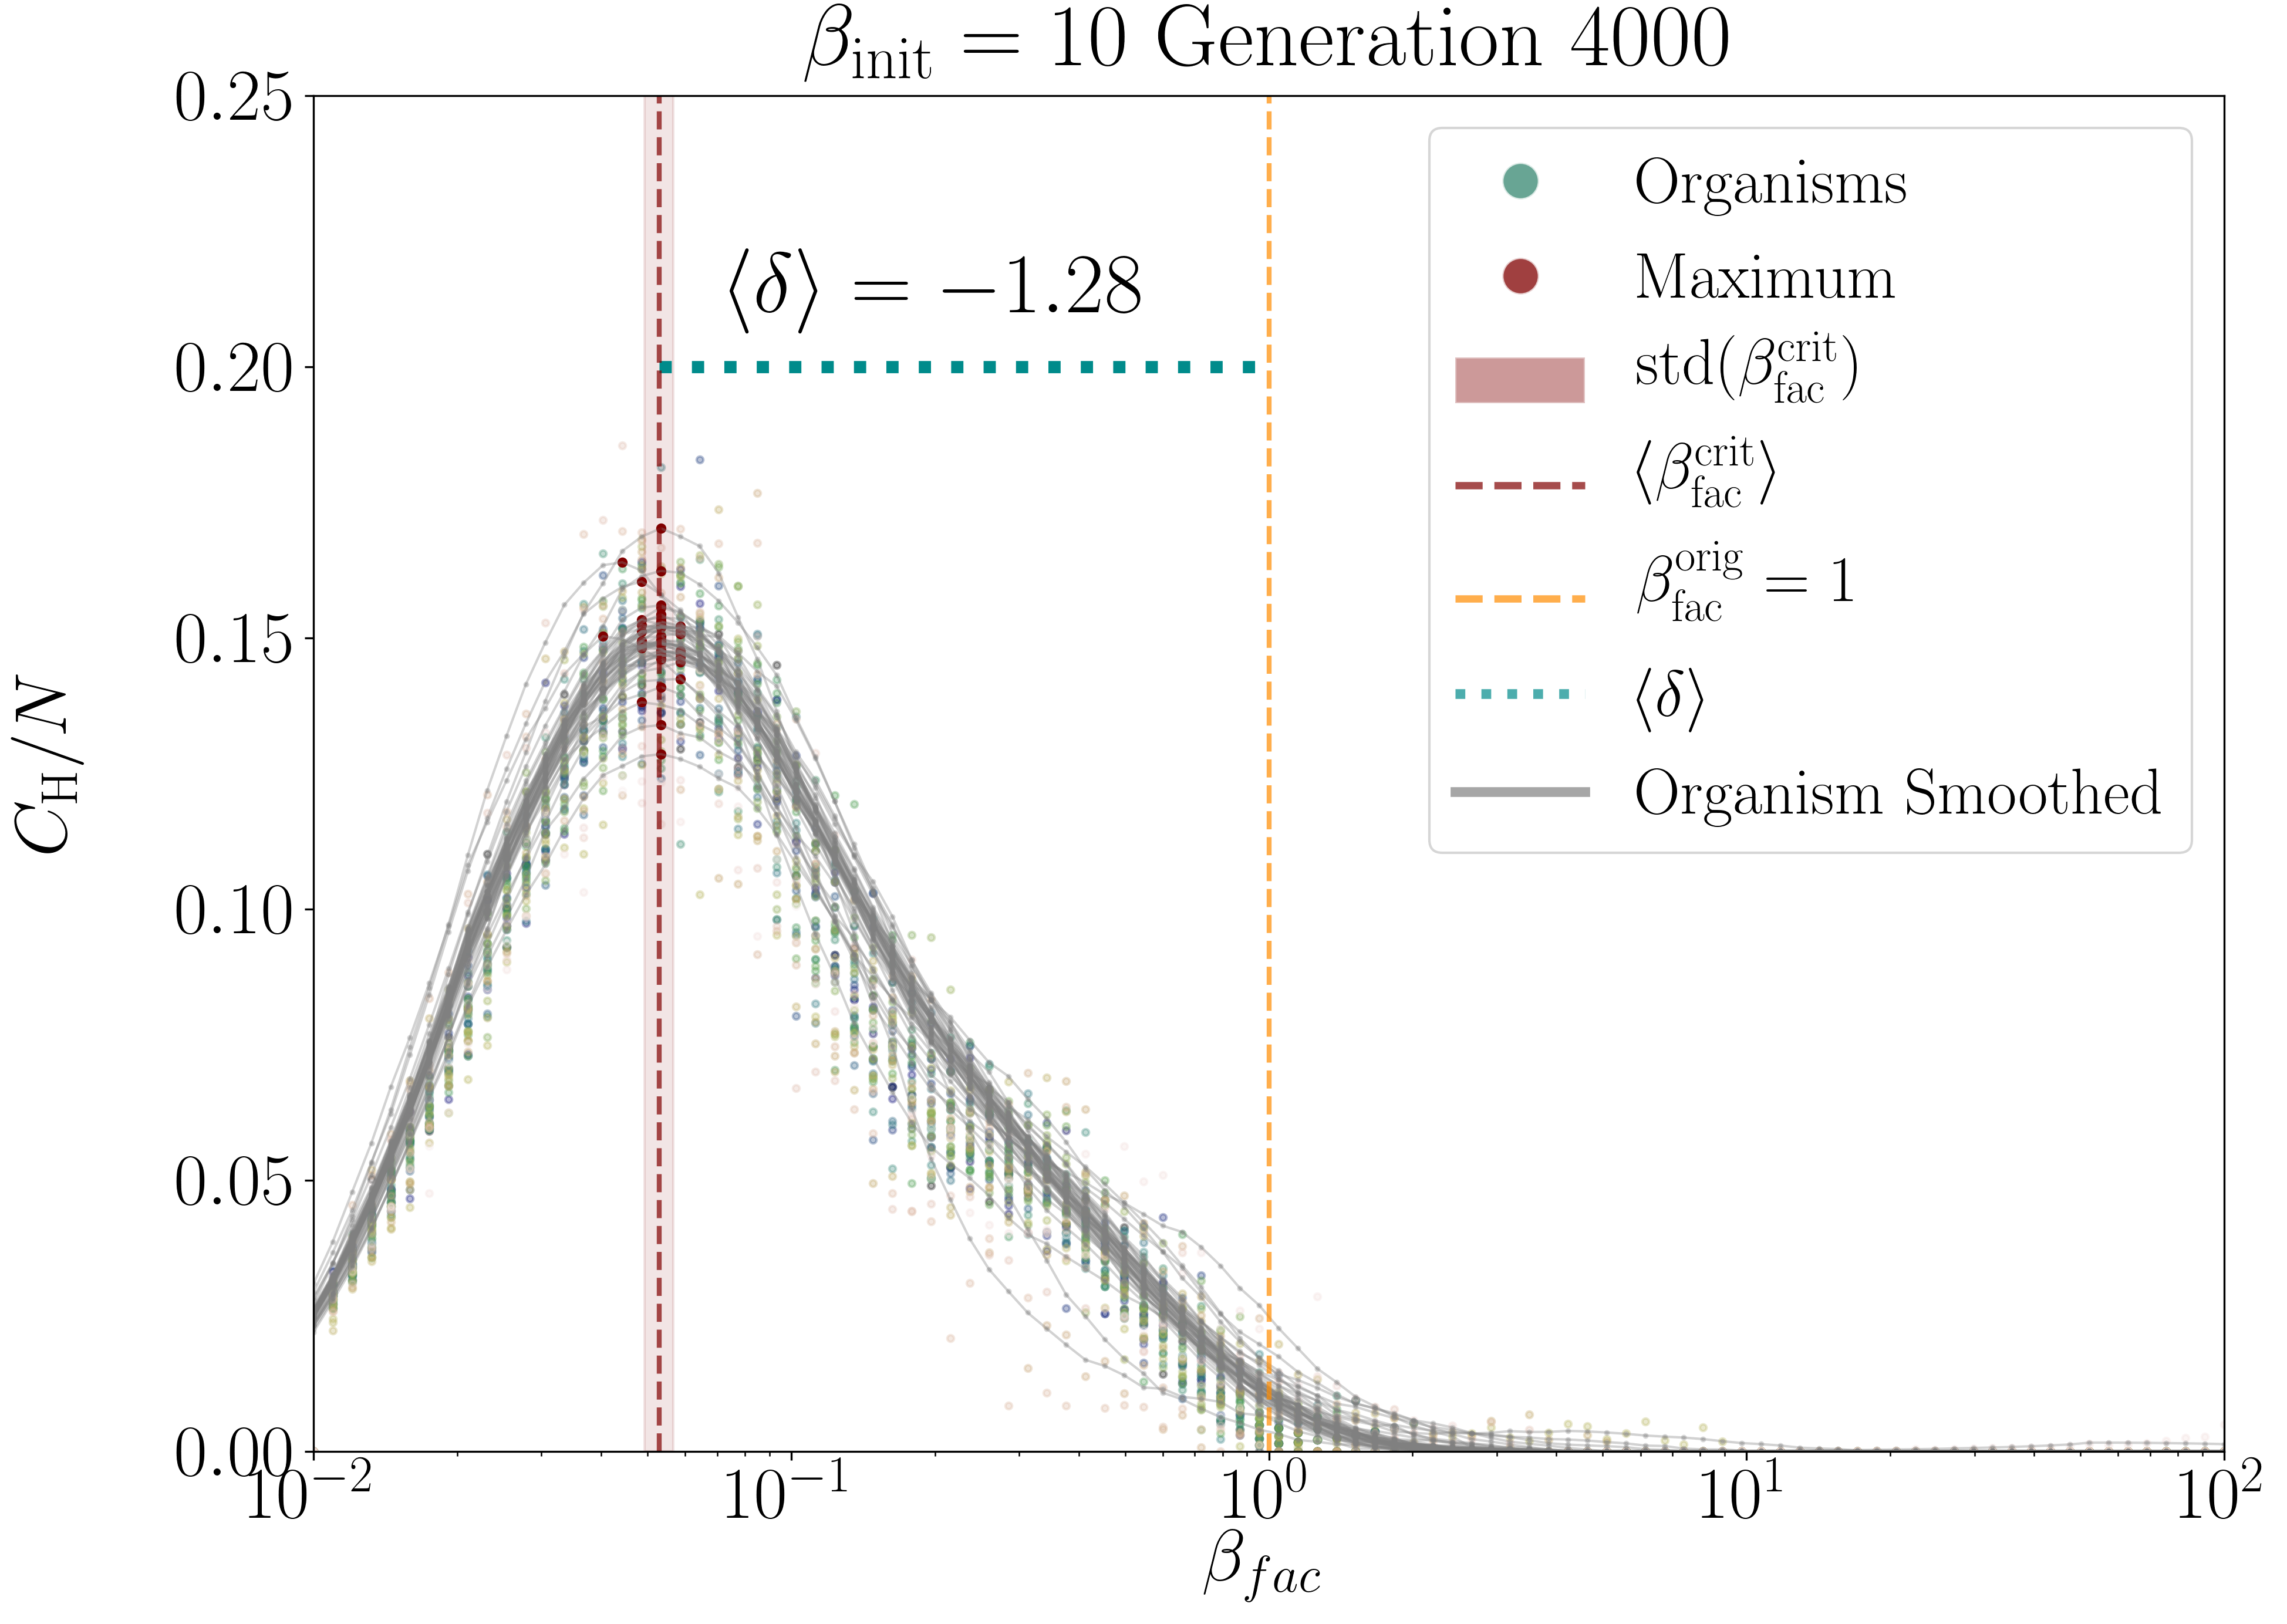 β_init = 10 Generation 4000
C_H/N
0.25
0.20
0.15
0.10
0.05
0.00
⟨δ⟩ = −1.28
Organisms
Maximum
std(β_fac^crit)
⟨β_fac^crit⟩
β_fac^orig = 1
⟨δ⟩
Organism Smoothed
10^−2 10^−1 10^0 10^1 10^2
β_fac